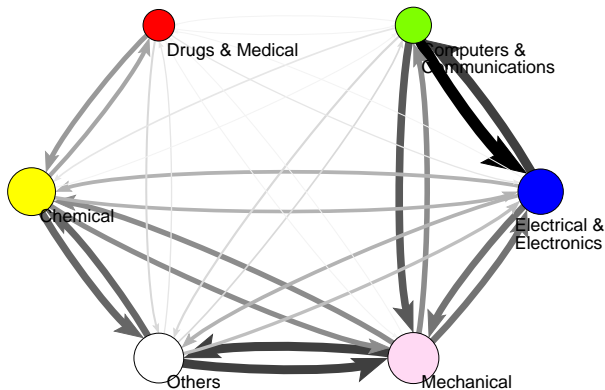 Drugs & Medical
Computers &
Communications
Chemical
Electrical &
Electronics
Others
Mechanical